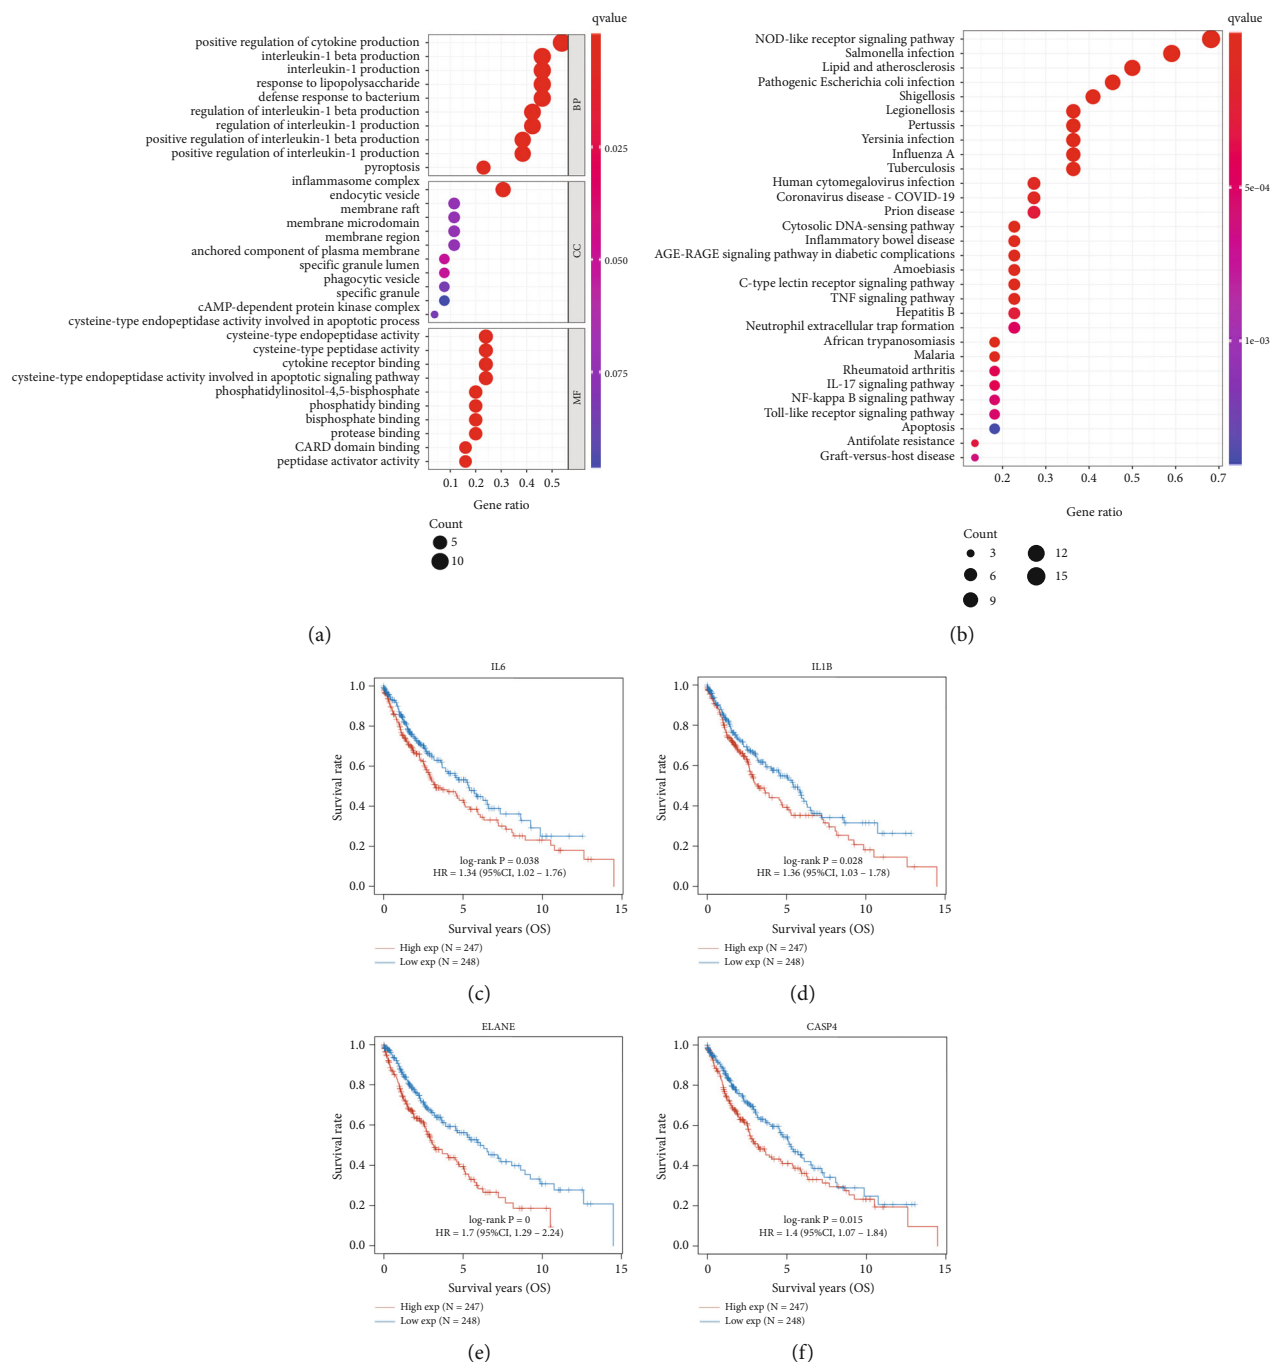 qvalue
positive regulation of cytokine production
interleukin-1 beta production
interleukin-1 production
response to lipopolysaccharide
defense response to bacterium
regulation of interleukin-1 beta production
regulation of interleukin-1 production
positive regulation of interleukin-1 beta production
positive regulation of interleukin-1 production
pyroptosis
inflammasome complex
endocytic vesicle
membrane raft
membrane microdomain
membrane region
anchored component of plasma membrane
specific granule lumen
phagocytic vesicle
specific granule
cAMP-dependent protein kinase complex
cysteine-type endopeptidase activity involved in apoptotic process
cysteine-type endopeptidase activity
cysteine-type peptidase activity
cytokine receptor binding
cysteine-type endopeptidase activity involved in apoptotic signaling pathway
phosphatidylinositol-4,5-bisphosphate
phosphatidy binding
bisphosphate binding
protease binding
CARD domain binding
peptidase activator activity
BP
CC
MF
0.025
0.050
0.075
0.1 0.2 0.3 0.4 0.5
Gene ratio
Count
5
10
(a)
qvalue
NOD-like receptor signaling pathway
Salmonella infection
Lipid and atherosclerosis
Pathogenic Escherichia coli infection
Shigellosis
Legionellosis
Pertussis
Yersinia infection
Influenza A
Tuberculosis
Human cytomegalovirus infection
Coronavirus disease - COVID-19
Prion disease
Cytosolic DNA-sensing pathway
Inflammatory bowel disease
AGE-RAGE signaling pathway in diabetic complications
Amoebiasis
C-type lectin receptor signaling pathway
TNF signaling pathway
Hepatitis B
Neutrophil extracellular trap formation
African trypanosomiasis
Malaria
Rheumatoid arthritis
IL-17 signaling pathway
NF-kappa B signaling pathway
Toll-like receptor signaling pathway
Apoptosis
Antifolate resistance
Graft-versus-host disease
5e-04
1e-03
0.2 0.3 0.4 0.5 0.6 0.7
Gene ratio
Count
3 12
6 15
9
(b)
IL6
1.0
0.8
0.6
0.4
0.2
0.0
Survival rate
log-rank P = 0.038
HR = 1.34 (95%CI, 1.02 – 1.76)
0 5 10 15
Survival years (OS)
High exp (N = 247)
Low exp (N = 248)
(c)
IL1B
1.0
0.8
0.6
0.4
0.2
0.0
Survival rate
log-rank P = 0.028
HR = 1.36 (95%CI, 1.03 – 1.78)
0 5 10 15
Survival years (OS)
High exp (N = 247)
Low exp (N = 248)
(d)
ELANE
1.0
0.8
0.6
0.4
0.2
0.0
Survival rate
log-rank P = 0
HR = 1.7 (95%CI, 1.29 – 2.24)
0 5 10 15
Survival years (OS)
High exp (N = 247)
Low exp (N = 248)
(e)
CASP4
1.0
0.8
0.6
0.4
0.2
0.0
Survival rate
log-rank P = 0.015
HR = 1.4 (95%CI, 1.07 – 1.84)
0 5 10 15
Survival years (OS)
High exp (N = 247)
Low exp (N = 248)
(f)